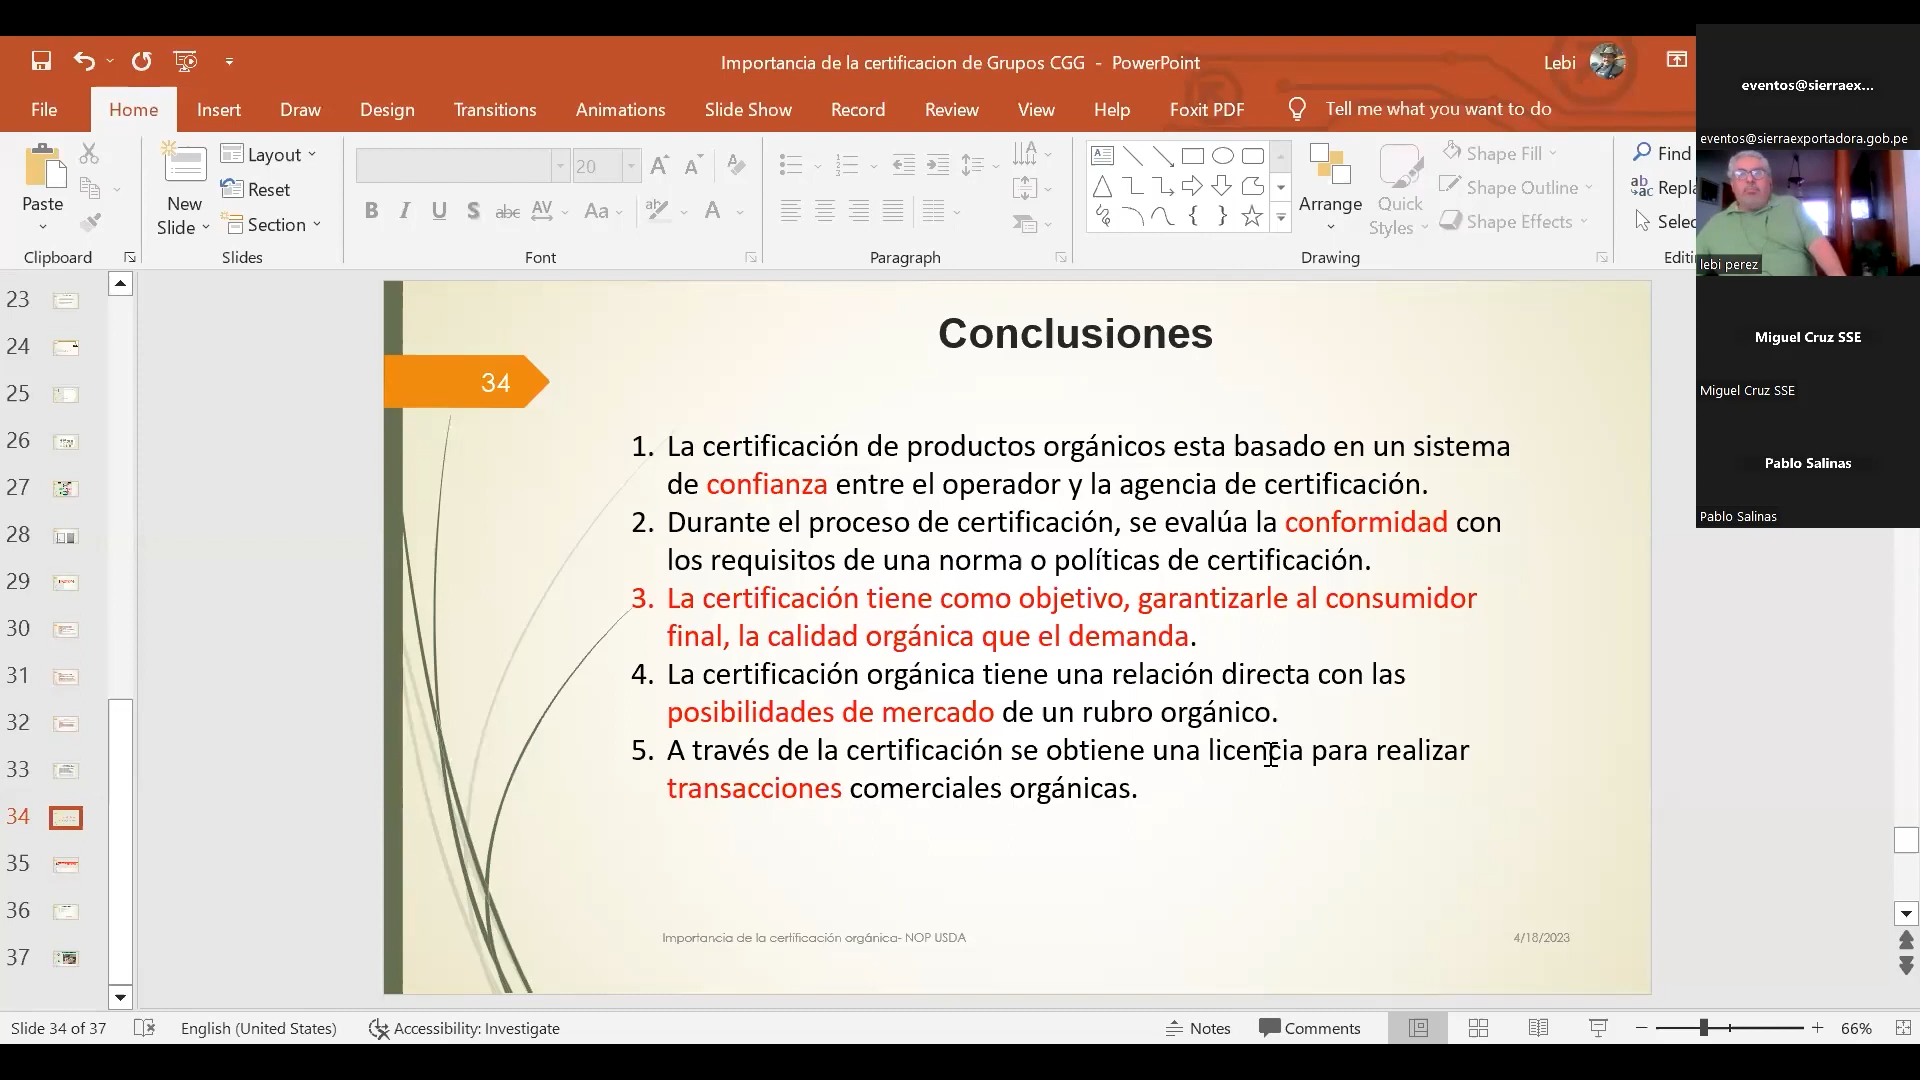 Importancia de la certificacion de Grupos CGG - PowerPoint
Lebi
File Home Insert Draw Design Transitions Animations Slide Show Record Review View Help Foxit PDF Tell me what you want to do
Paste
Clipboard
New Slide
Layout
Reset
Section
Slides
20
B I U S abc AV Aa A
Font
Paragraph
Arrange
Quick Styles
Shape Fill
Shape Outline
Shape Effects
Drawing
Find
Repla
Selec
Editi
eventos@sierraex...
eventos@sierraexportadora.gob.pe
lebi perez
Miguel Cruz SSE
Miguel Cruz SSE
Pablo Salinas
Pablo Salinas
23
24
25
26
27
28
29
30
31
32
33
34
35
36
37
Conclusiones
34
1. La certificación de productos orgánicos esta basado en un sistema
de confianza entre el operador y la agencia de certificación.
2. Durante el proceso de certificación, se evalúa la conformidad con
los requisitos de una norma o políticas de certificación.
3. La certificación tiene como objetivo, garantizarle al consumidor
final, la calidad orgánica que el demanda.
4. La certificación orgánica tiene una relación directa con las
posibilidades de mercado de un rubro orgánico.
5. A través de la certificación se obtiene una licencia para realizar
transacciones comerciales orgánicas.
Importancia de la certificación orgánica- NOP USDA
4/18/2023
Slide 34 of 37
English (United States)
Accessibility: Investigate
Notes
Comments
66%